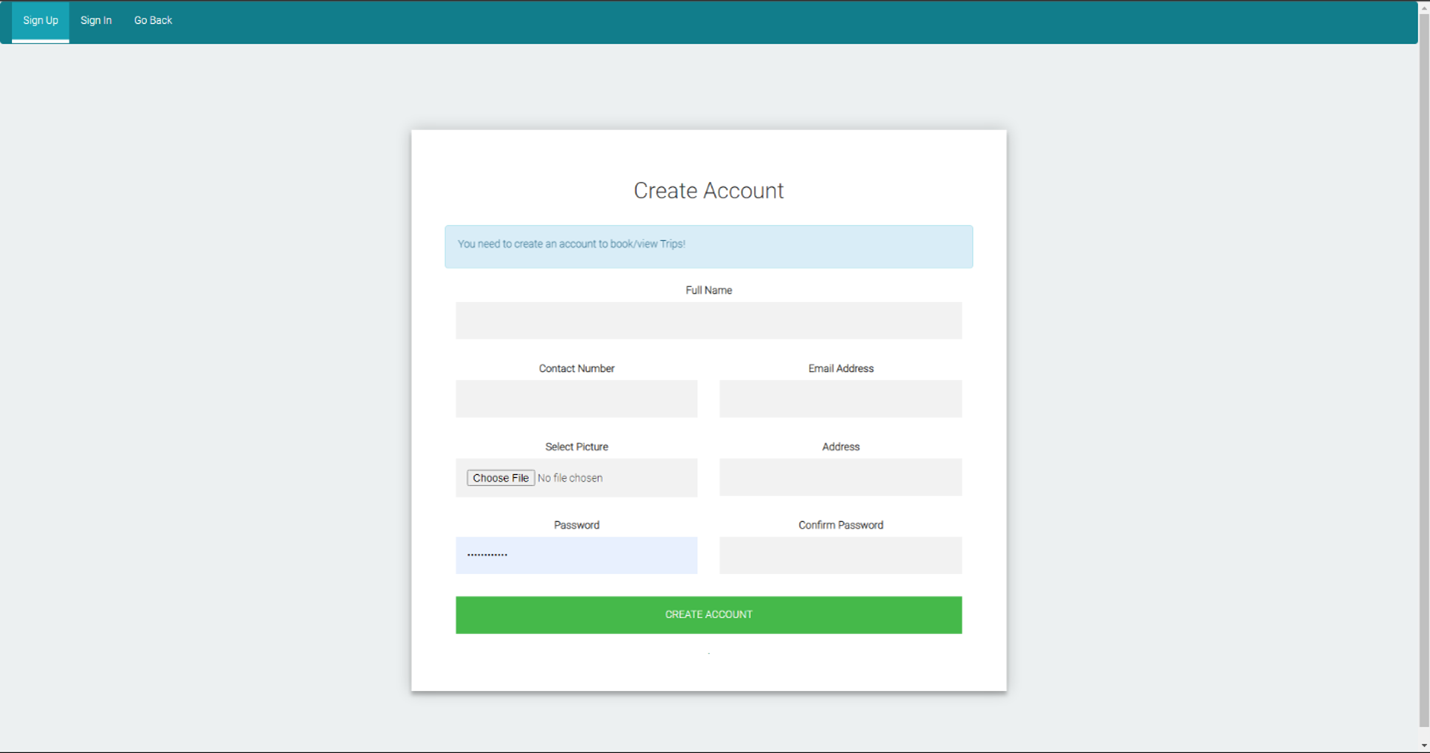 Sign Up Sign In Go Back
Create Account
You need to create an account to book/view Trips!
Full Name
Contact Number Email Address
Select Picture Address
Choose File No file chosen
Password Confirm Password
••••••••••••
CREATE ACCOUNT
.